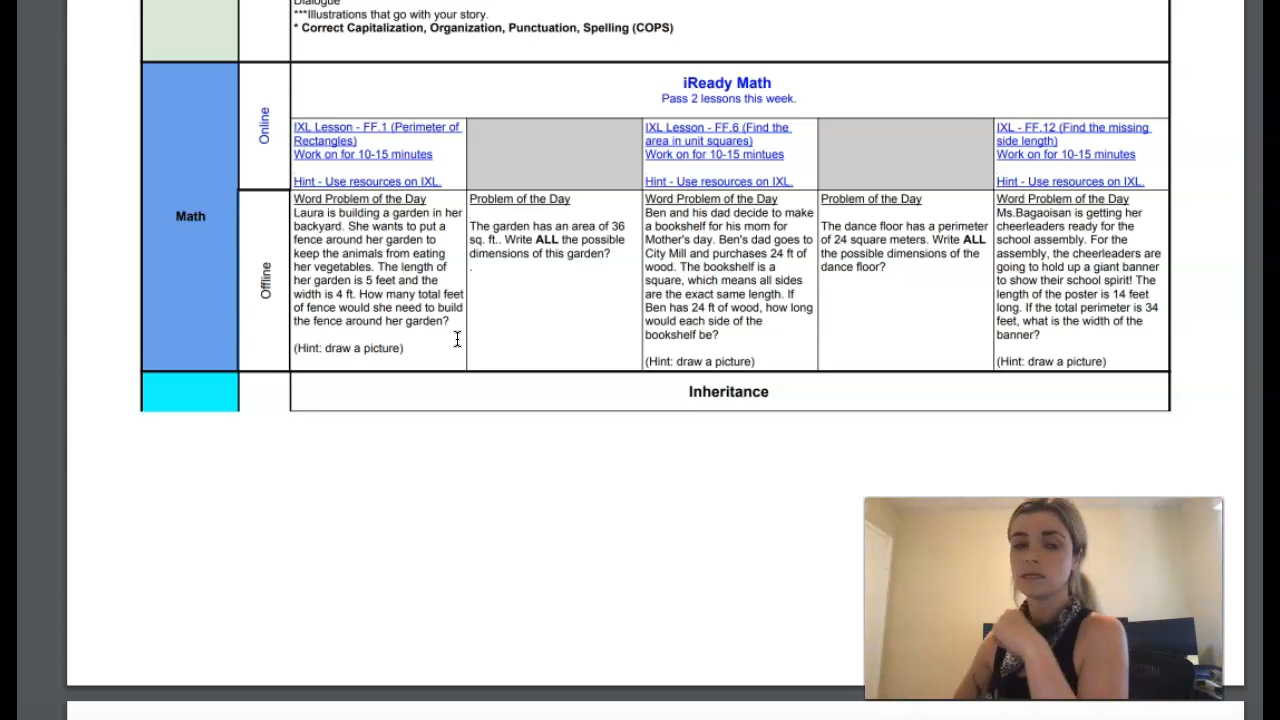 Dialogue
***Illustrations that go with your story.
* Correct Capitalization, Organization, Punctuation, Spelling (COPS)
Math
Online
iReady Math
Pass 2 lessons this week.
IXL Lesson - FF.1 (Perimeter of
Rectangles)
Work on for 10-15 minutes
Hint - Use resources on IXL.
IXL Lesson - FF.6 (Find the
area in unit squares)
Work on for 10-15 mintues
Hint - Use resources on IXL.
IXL - FF.12 (Find the missing
side length)
Work on for 10-15 minutes
Hint - Use resources on IXL.
Offline
Word Problem of the Day
Laura is building a garden in her
backyard. She wants to put a
fence around her garden to
keep the animals from eating
her vegetables. The length of
her garden is 5 feet and the
width is 4 ft. How many total feet
of fence would she need to build
the fence around her garden?
(Hint: draw a picture)
Problem of the Day
The garden has an area of 36
sq. ft.. Write ALL the possible
dimensions of this garden?
.
Word Problem of the Day
Ben and his dad decide to make
a bookshelf for his mom for
Mother's day. Ben's dad goes to
City Mill and purchases 24 ft of
wood. The bookshelf is a
square, which means all sides
are the exact same length. If
Ben has 24 ft of wood, how long
would each side of the
bookshelf be?
(Hint: draw a picture)
Problem of the Day
The dance floor has a perimeter
of 24 square meters. Write ALL
the possible dimensions of the
dance floor?
Word Problem of the Day
Ms.Bagaoisan is getting her
cheerleaders ready for the
school assembly. For the
assembly, the cheerleaders are
going to hold up a giant banner
to show their school spirit! The
length of the poster is 14 feet
long. If the total perimeter is 34
feet, what is the width of the
banner?
(Hint: draw a picture)
Inheritance